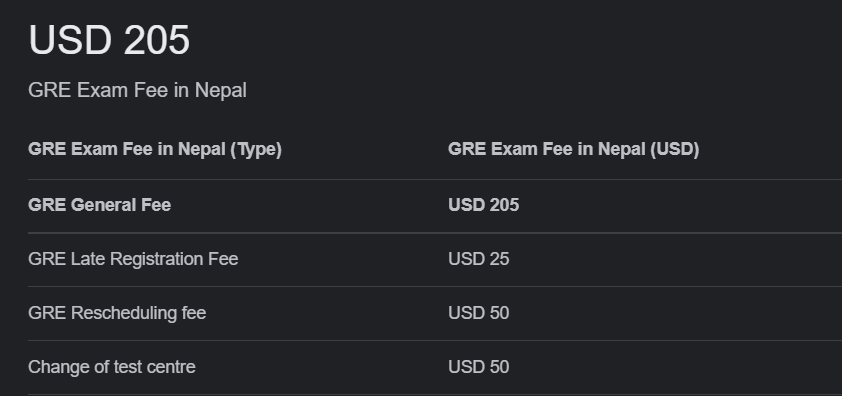 USD 205
GRE Exam Fee in Nepal
GRE Exam Fee in Nepal (Type) GRE Exam Fee in Nepal (USD)
GRE General Fee USD 205
GRE Late Registration Fee USD 25
GRE Rescheduling fee USD 50
Change of test centre USD 50